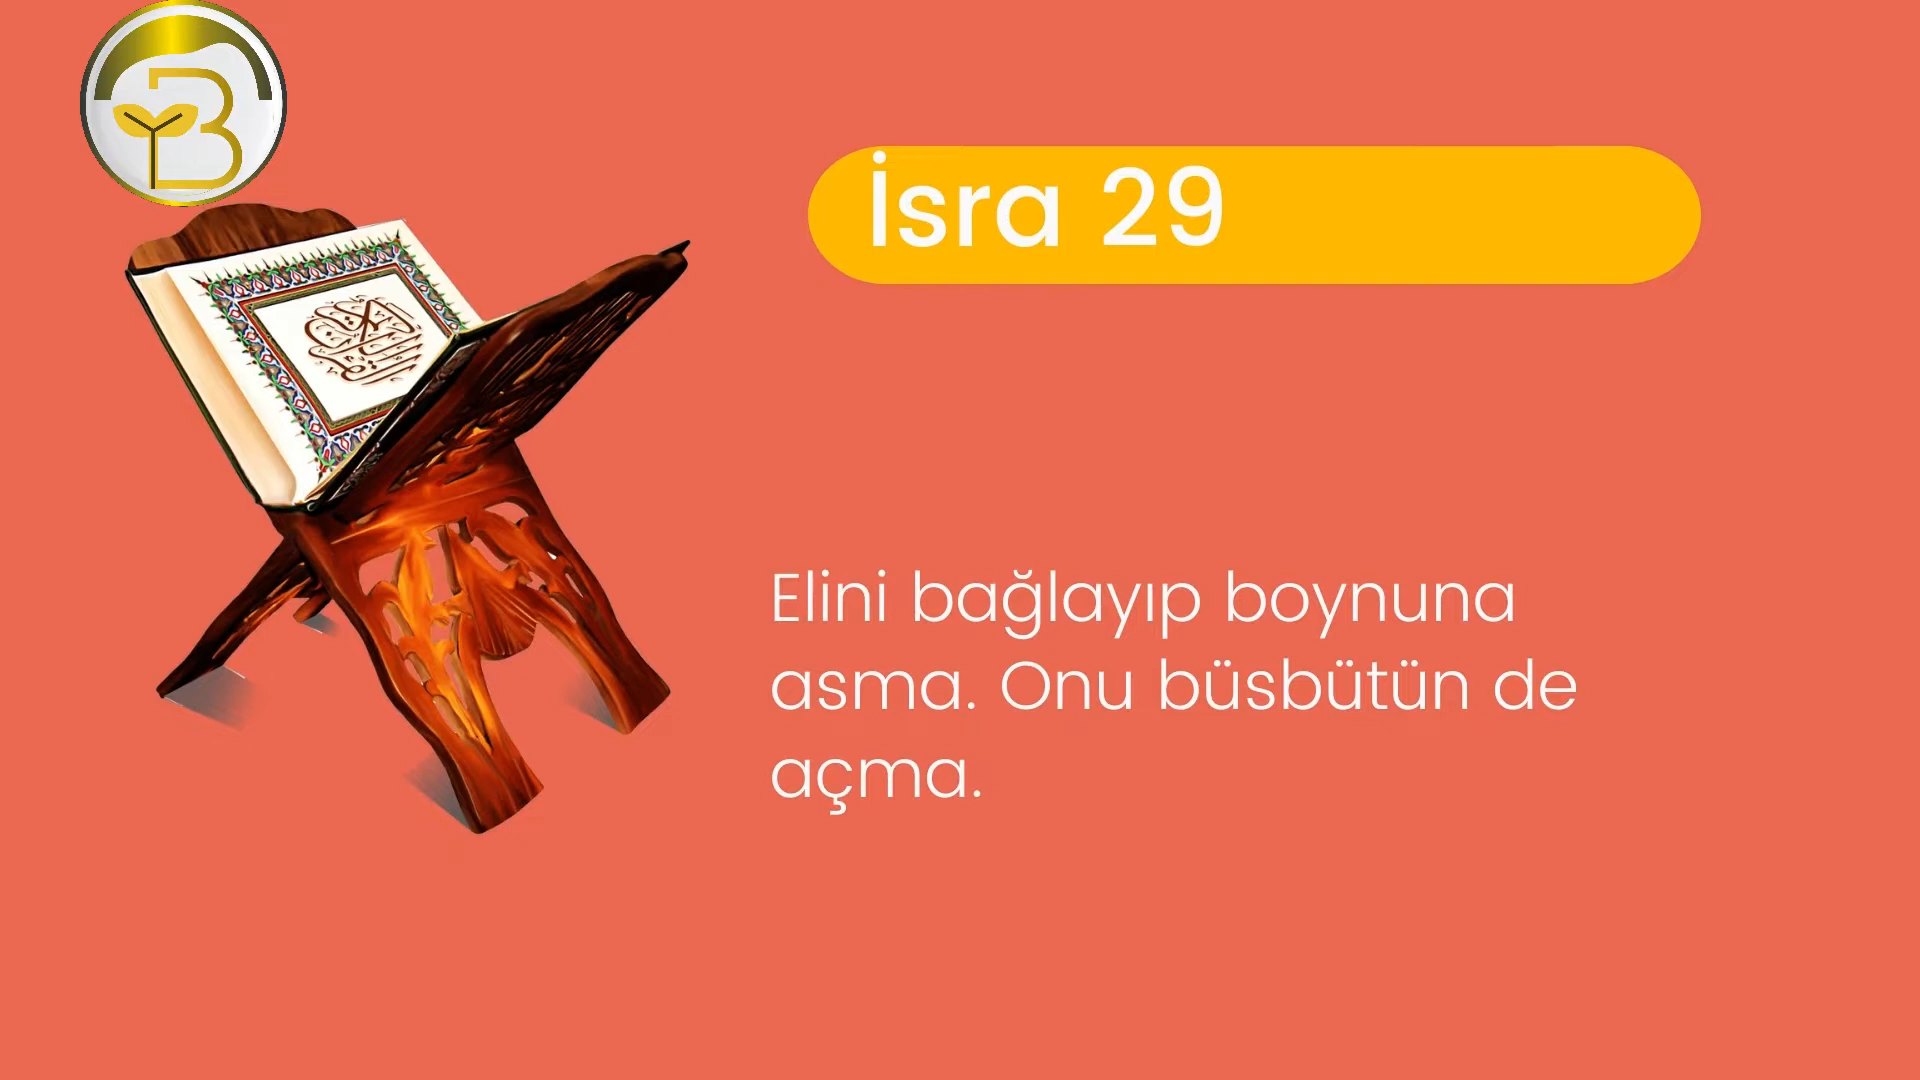 B
İsra 29
Elini bağlayıp boynuna
asma. Onu büsbütün de
açma.